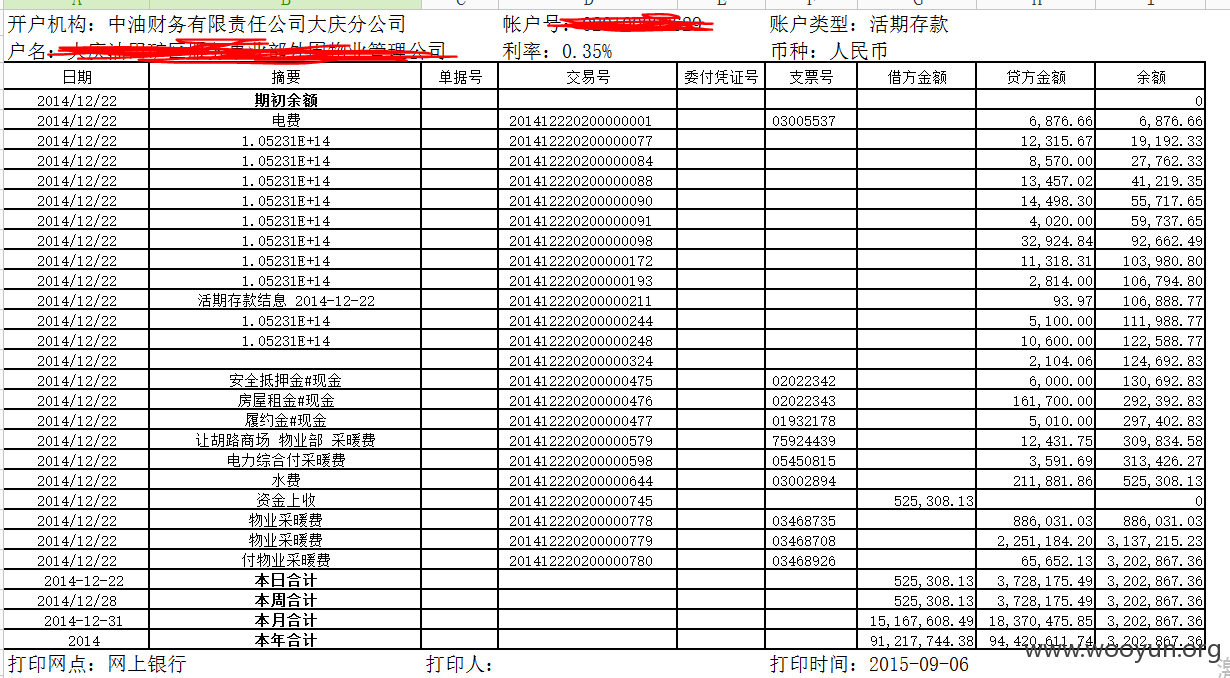 开户机构：中油财务有限责任公司大庆分公司 帐户号： 账户类型：活期存款
户名： 公司 利率：0.35% 币种：人民币
日期 摘要 单据号 交易号 委付凭证号 支票号 借方金额 贷方金额 余额
2014/12/22 期初余额 0
2014/12/22 电费 201412220200000001 03005537 6,876.66 6,876.66
2014/12/22 1.05231E+14 201412220200000077 12,315.67 19,192.33
2014/12/22 1.05231E+14 201412220200000084 8,570.00 27,762.33
2014/12/22 1.05231E+14 201412220200000088 13,457.02 41,219.35
2014/12/22 1.05231E+14 201412220200000090 14,498.30 55,717.65
2014/12/22 1.05231E+14 201412220200000091 4,020.00 59,737.65
2014/12/22 1.05231E+14 201412220200000098 32,924.84 92,662.49
2014/12/22 1.05231E+14 201412220200000172 11,318.31 103,980.80
2014/12/22 1.05231E+14 201412220200000193 2,814.00 106,794.80
2014/12/22 活期存款结息 2014-12-22 201412220200000211 93.97 106,888.77
2014/12/22 1.05231E+14 201412220200000244 5,100.00 111,988.77
2014/12/22 1.05231E+14 201412220200000248 10,600.00 122,588.77
2014/12/22 201412220200000324 2,104.06 124,692.83
2014/12/22 安全抵押金#现金 201412220200000475 02022342 6,000.00 130,692.83
2014/12/22 房屋租金#现金 201412220200000476 02022343 161,700.00 292,392.83
2014/12/22 履约金#现金 201412220200000477 01932178 5,010.00 297,402.83
2014/12/22 让胡路商场 物业部 采暖费 201412220200000579 75924439 12,431.75 309,834.58
2014/12/22 电力综合付采暖费 201412220200000598 05450815 3,591.69 313,426.27
2014/12/22 水费 201412220200000644 03002894 211,881.86 525,308.13
2014/12/22 资金上收 201412220200000745 525,308.13 0
2014/12/22 物业采暖费 201412220200000778 03468735 886,031.03 886,031.03
2014/12/22 物业采暖费 201412220200000779 03468708 2,251,184.20 3,137,215.23
2014/12/22 付物业采暖费 201412220200000780 03468926 65,652.13 3,202,867.36
2014-12-22 本日合计 525,308.13 3,728,175.49 3,202,867.36
2014/12/28 本周合计 525,308.13 3,728,175.49 3,202,867.36
2014-12-31 本月合计 15,167,608.49 18,370,475.85 3,202,867.36
2014 本年合计 91,217,744.38 94,420,611.74 3,202,867.36
www.wooyun.org
打印网点：网上银行 打印人： 打印时间：2015-09-06